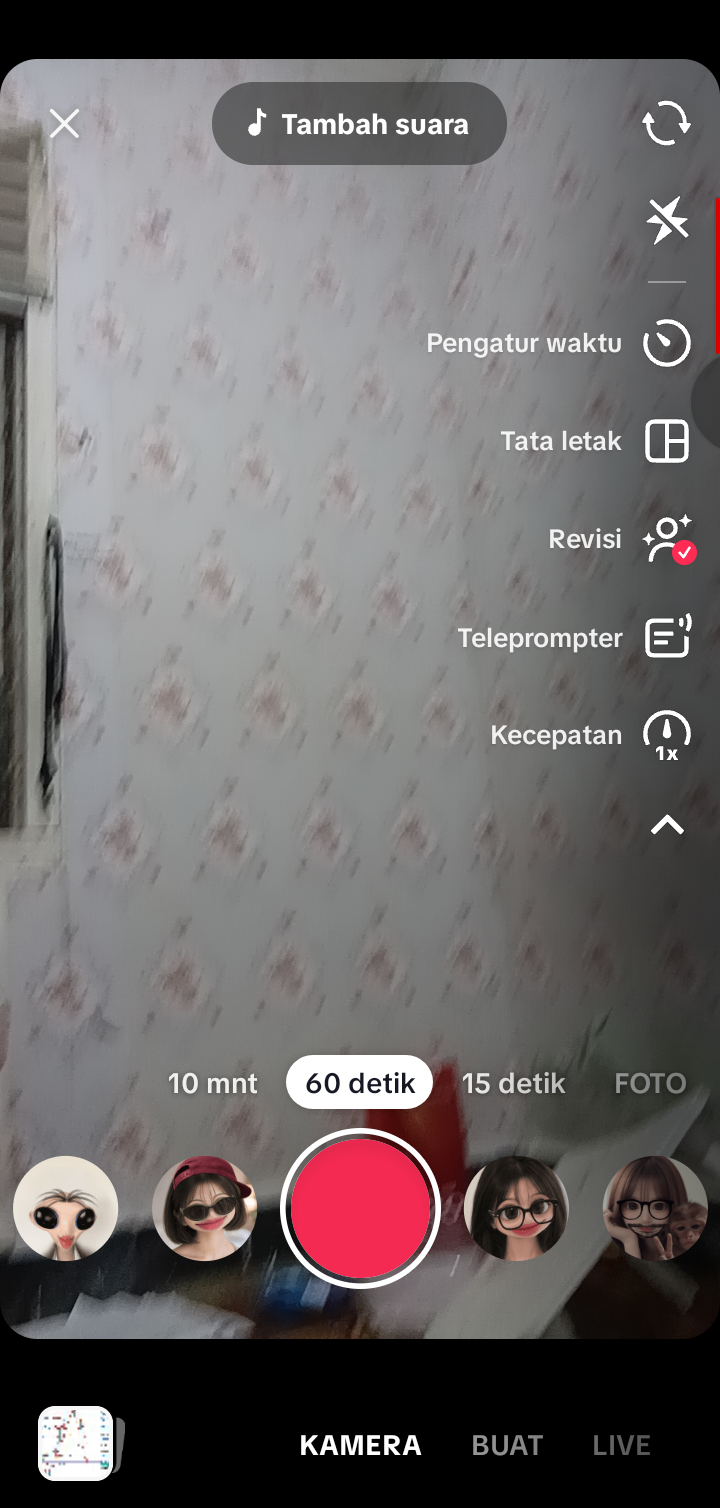 Tambah suara
Pengatur waktu
Tata letak
Revisi
Teleprompter
Kecepatan
1x
10 mnt
60 detik
15 detik
FOTO
KAMERA
BUAT
LIVE